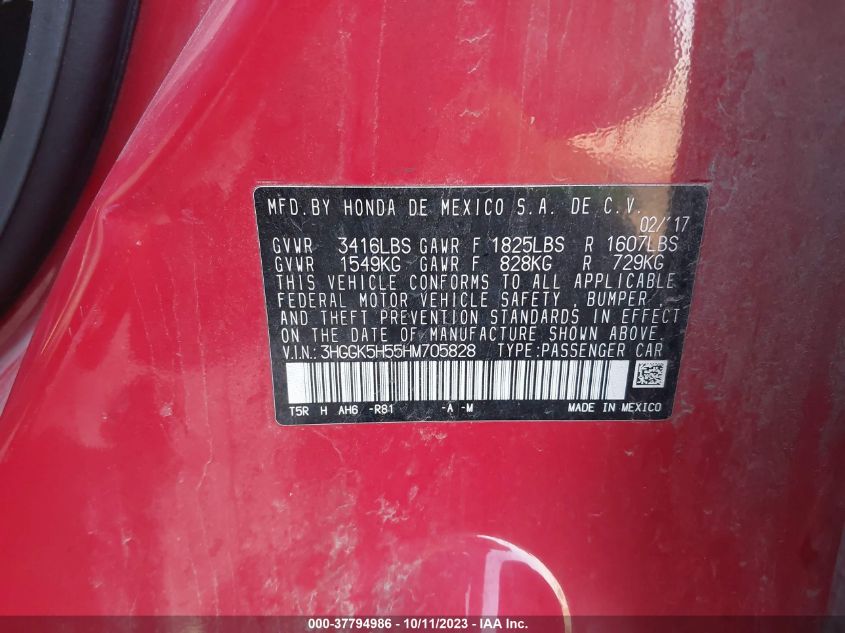 MFD. BY HONDA DE MEXICO S.A. DE C.V.
02/'17
GVWR 3416LBS GAWR F 1825LBS R 1607LBS
GVWR 1549KG GAWR F 828KG R 729KG
THIS VEHICLE CONFORMS TO ALL APPLICABLE
FEDERAL MOTOR VEHICLE SAFETY, BUMPER,
AND THEFT PREVENTION STANDARDS IN EFFECT
ON THE DATE OF MANUFACTURE SHOWN ABOVE.
V.I.N.: 3HGGK5H55HM705828 TYPE: PASSENGER CAR
T5R H AH6 -R81 -A -M MADE IN MEXICO
000-37794986 - 10/11/2023 - IAA Inc.